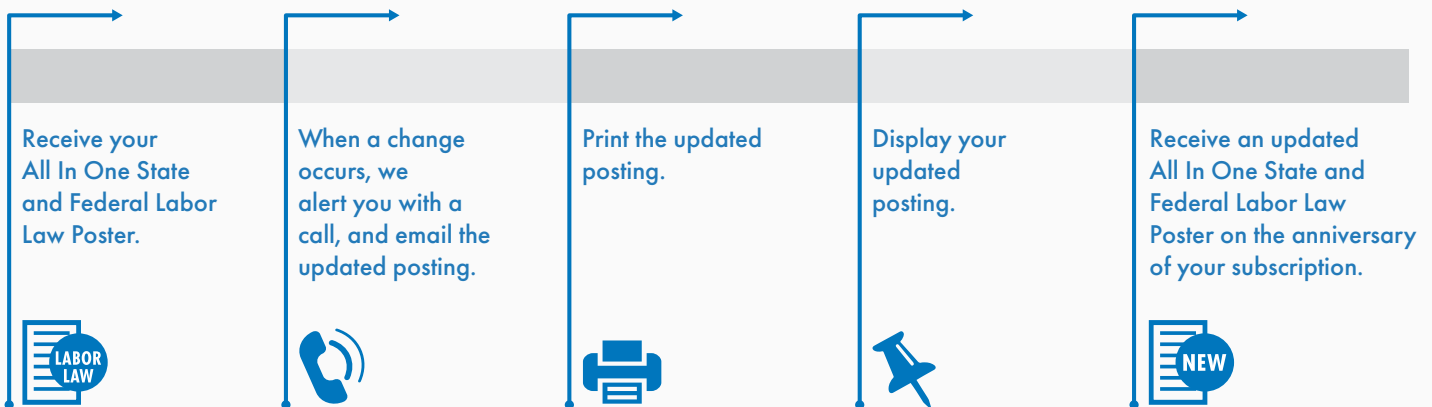 Receive your
All In One State
and Federal Labor
Law Poster.
LABOR
LAW
When a change
occurs, we
alert you with a
call, and email the
updated posting.
Print the updated
posting.
Display your
updated
posting.
Receive an updated
All In One State and
Federal Labor Law
Poster on the anniversary
of your subscription.
NEW